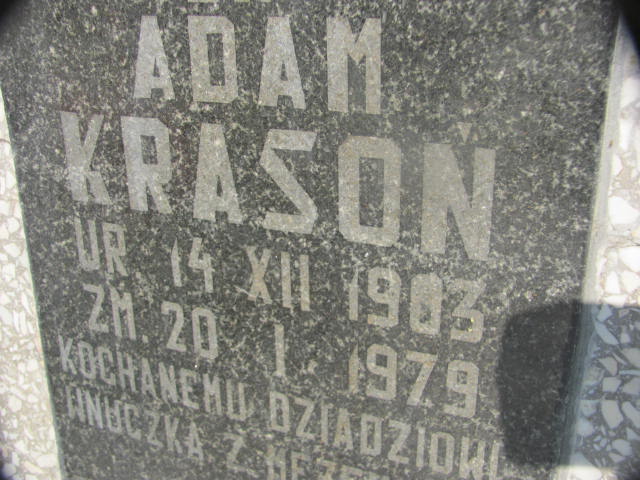 ADAM
KRASOŃ
UR 14 XII 1903
ZM. 20 I 1979
KOCHANEMU DZIADZIOWI
WNUCZKA Z